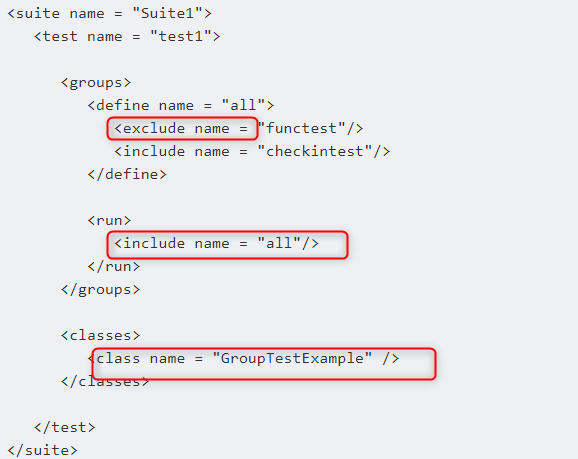 <suite name = "Suite1">
<test name = "test1">
<groups>
<define name = "all">
<exclude name = "functest"/>
<include name = "checkintest"/>
</define>
<run>
<include name = "all"/>
</run>
</groups>
<classes>
<class name = "GroupTestExample" />
</classes>
</test>
</suite>